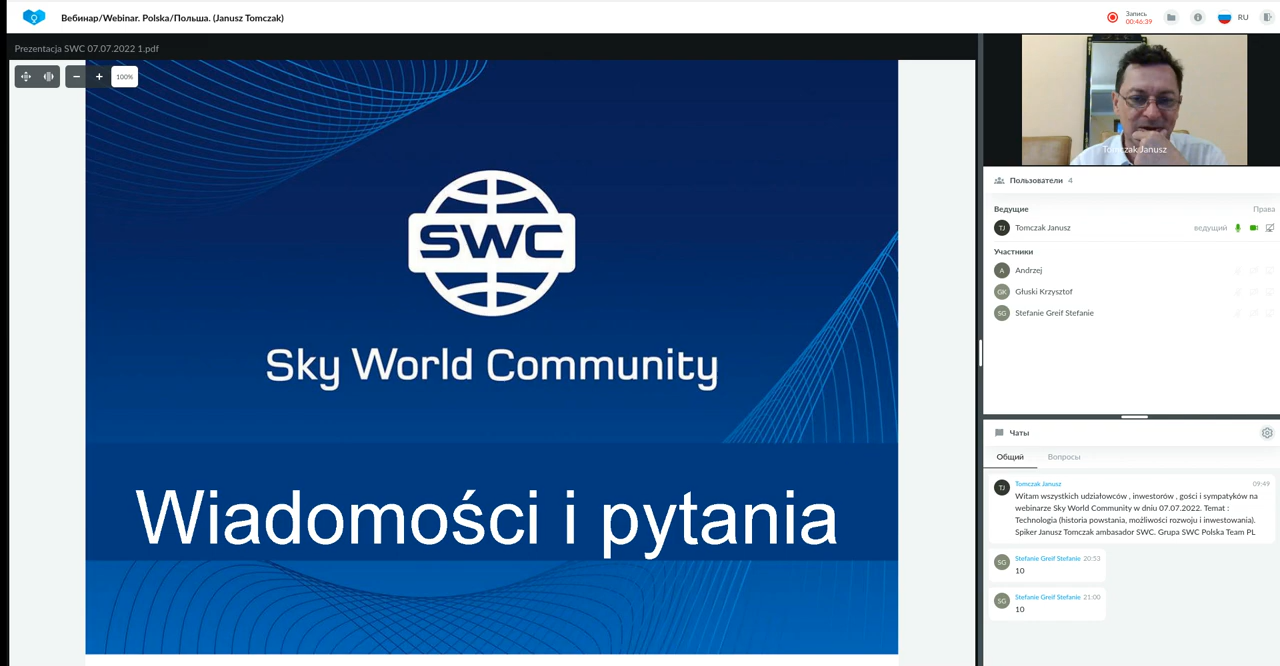 Вебинар/Webinar. Polska/Польша. (Janusz Tomczak)
Запись
00:46:39
RU
Prezentacja SWC 07.07.2022 1.pdf
100%
SWC
Sky World Community
Wiadomości i pytania
Tomczak Janusz
Пользователи 4
Ведущие Права
TJ Tomczak Janusz ведущий
Участники
A Andrzej
GK Głuski Krzysztof
SG Stefanie Greif Stefanie
Чаты
Общий Вопросы
TJ Tomczak Janusz 09:49
Witam wszystkich udziałowców , inwestorów , gości i sympatyków na
webinarze Sky World Community w dniu 07.07.2022. Temat :
Technologia (historia powstania, możliwości rozwoju i inwestowania).
Spiker Janusz Tomczak ambasador SWC. Grupa SWC Polska Team PL
SG Stefanie Greif Stefanie 20:53
10
SG Stefanie Greif Stefanie 21:00
10